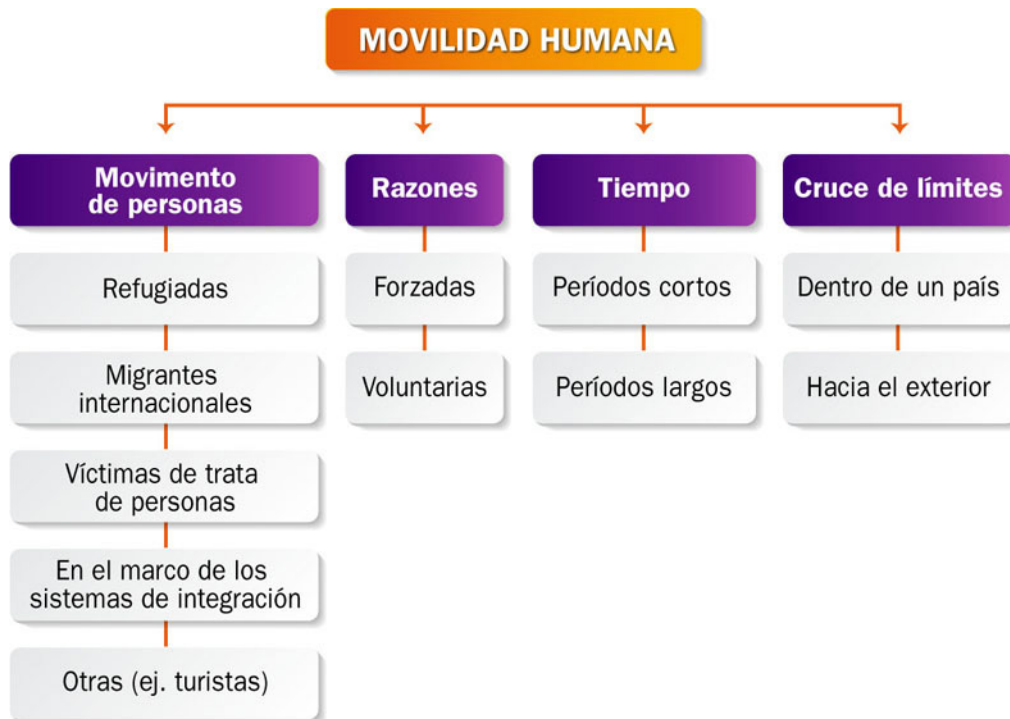 MOVILIDAD HUMANA
Movimento
de personas
Refugiadas
Migrantes
internacionales
Víctimas de trata
de personas
En el marco de los
sistemas de integración
Otras (ej. turistas)
Razones
Forzadas
Voluntarias
Tiempo
Períodos cortos
Períodos largos
Cruce de límites
Dentro de un país
Hacia el exterior